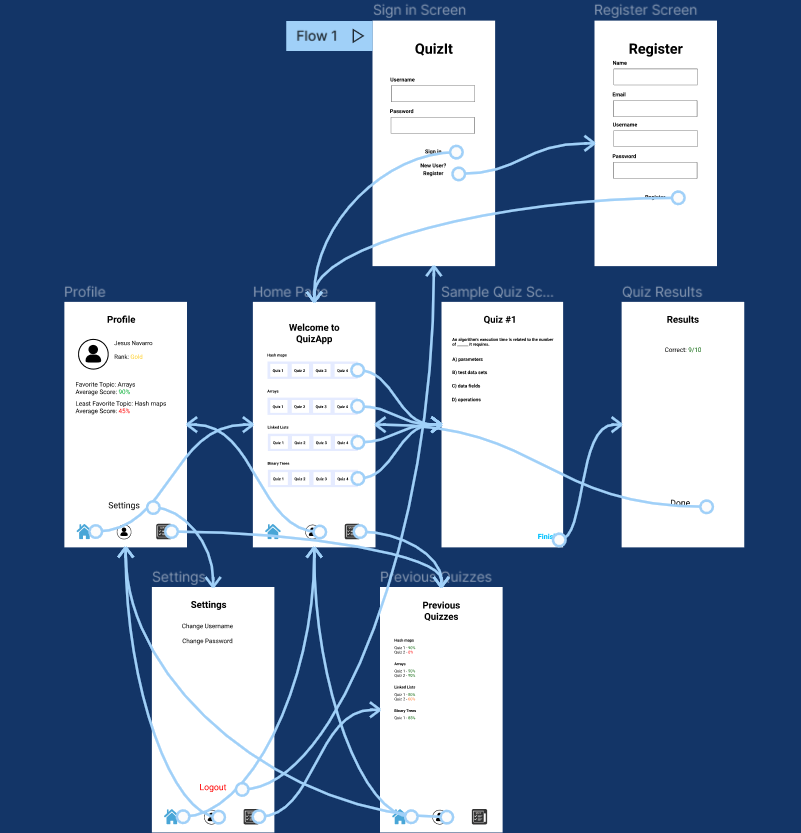 Sign in Screen
Register Screen
Flow 1
QuizIt
Username
Password
Sign in
New User?
Register
Register
Name
Email
Username
Password
Register
Profile
Home Page
Sample Quiz Sc...
Quiz Results
Profile
Jesus Navarro
Rank: Gold
Favorite Topic: Arrays
Average Score: 90%
Least Favorite Topic: Hash maps
Average Score: 45%
Settings
Welcome to
QuizApp
Hash maps
Quiz 1 Quiz 2 Quiz 3 Quiz 4
Arrays
Quiz 1 Quiz 2 Quiz 3 Quiz 4
Linked Lists
Quiz 1 Quiz 2 Quiz 3 Quiz 4
Binary Trees
Quiz 1 Quiz 2 Quiz 3 Quiz 4
Quiz #1
An algorithm's execution time is related to the number
of _____ it requires.
A) parameters
B) test data sets
C) data fields
D) operations
Finis
Results
Correct: 9/10
Done
Settings
Previous Quizzes
Settings
Change Username
Change Password
Logout
Previous
Quizzes
Hash maps
Quiz 1 - 90%
Quiz 2 -
Arrays
Quiz 1 - 90%
Quiz 2 - 90%
Linked Lists
Quiz 1 - 80%
Quiz 2 -
Binary Trees
Quiz 1 - 85%